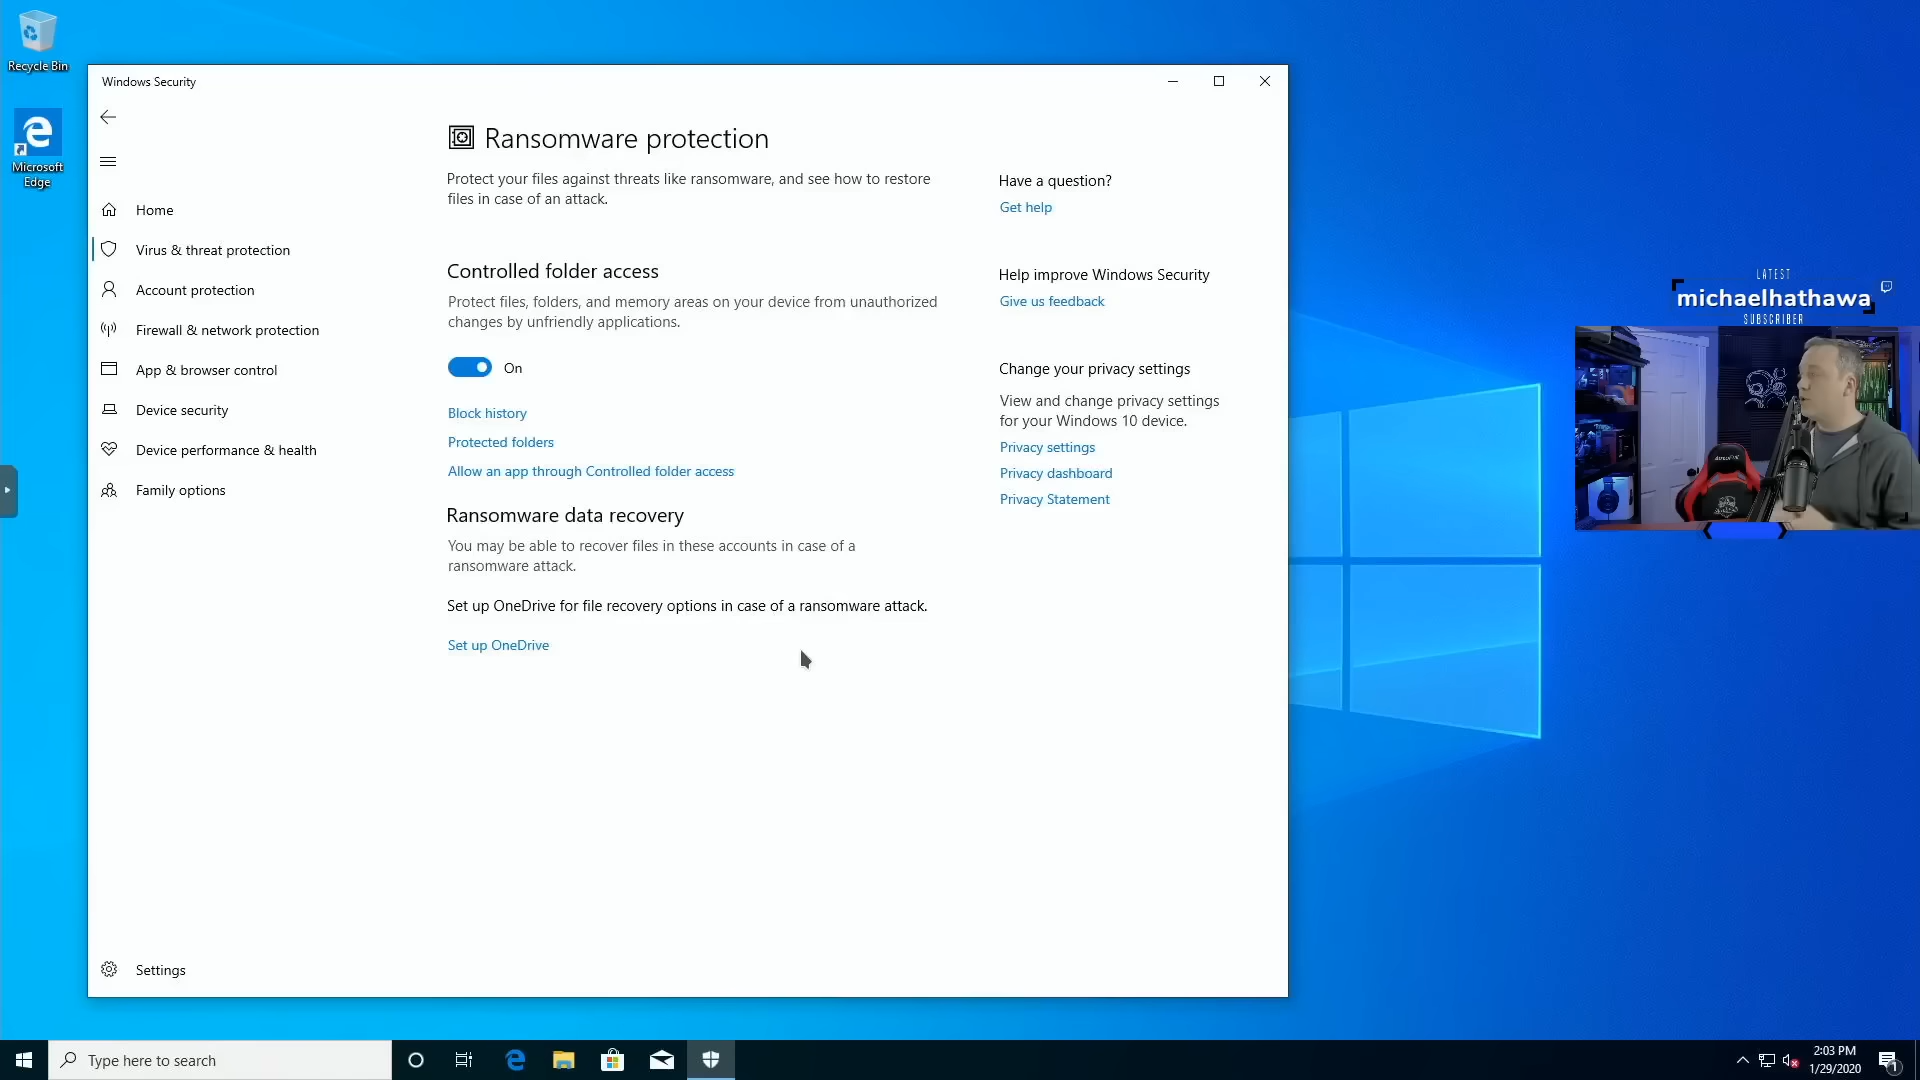 Recycle Bin
Microsoft
Edge
Windows Security
Home
Virus & threat protection
Account protection
Firewall & network protection
App & browser control
Device security
Device performance & health
Family options
Settings
Ransomware protection
Protect your files against threats like ransomware, and see how to restore
files in case of an attack.
Controlled folder access
Protect files, folders, and memory areas on your device from unauthorized
changes by unfriendly applications.
On
Block history
Protected folders
Allow an app through Controlled folder access
Ransomware data recovery
You may be able to recover files in these accounts in case of a
ransomware attack.
Set up OneDrive for file recovery options in case of a ransomware attack.
Set up OneDrive
Have a question?
Get help
Help improve Windows Security
Give us feedback
Change your privacy settings
View and change privacy settings
for your Windows 10 device.
Privacy settings
Privacy dashboard
Privacy Statement
LATEST
michaelhathawa
SUBSCRIBER
Type here to search
2:03 PM
1/29/2020
1